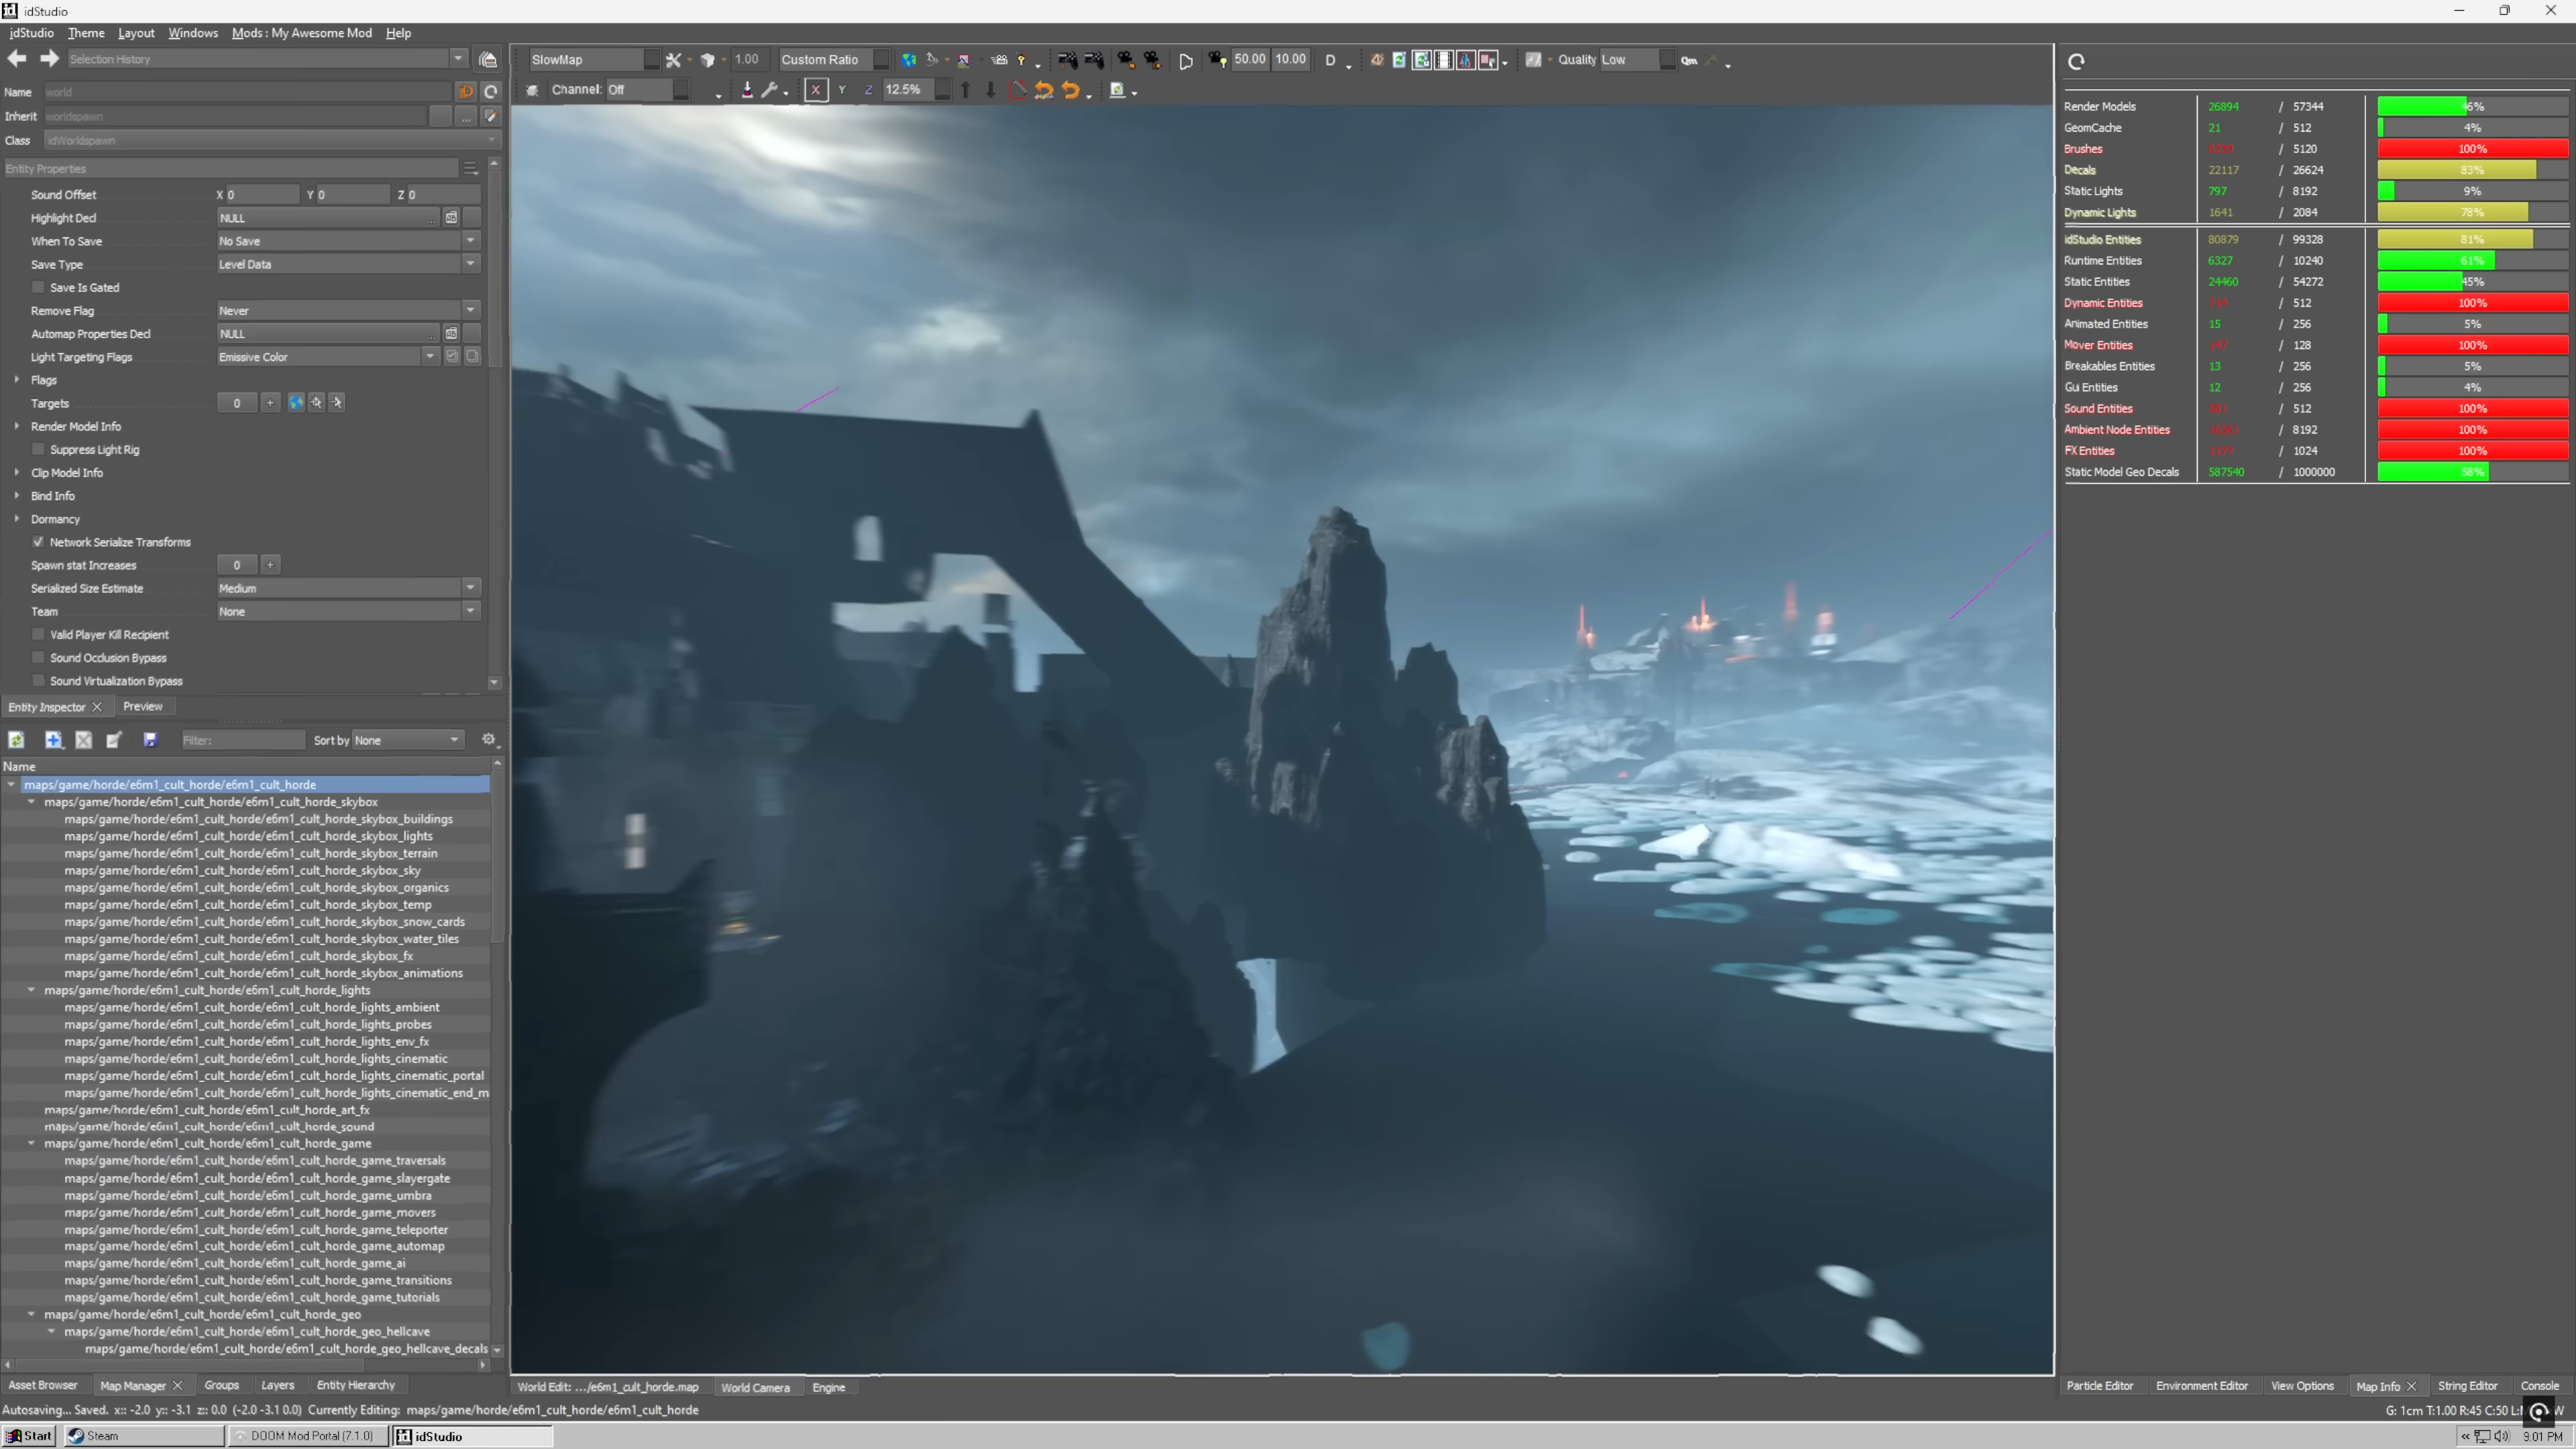 idStudio
idStudio Theme Layout Windows Mods : My Awesome Mod Help
Selection History
SlowMap 1.00 Custom Ratio 50.00 10.00 D Quality Low Qm
Channel: Off X Y Z 12.5%
Name world
Inherit worldspawn ...
Class idWorldspawn
Entity Properties
Sound Offset X 0 Y 0 Z 0
Highlight Decl NULL ...
When To Save No Save
Save Type Level Data
Save Is Gated
Remove Flag Never
Automap Properties Decl NULL ...
Light Targeting Flags Emissive Color
Flags
Targets 0 +
Render Model Info
Suppress Light Rig
Clip Model Info
Bind Info
Dormancy
Network Serialize Transforms
Spawn stat Increases 0 +
Serialized Size Estimate Medium
Team None
Valid Player Kill Recipient
Sound Occlusion Bypass
Sound Virtualization Bypass
Entity Inspector Preview
Filter: Sort by None
Name
maps/game/horde/e6m1_cult_horde/e6m1_cult_horde
maps/game/horde/e6m1_cult_horde/e6m1_cult_horde_skybox
maps/game/horde/e6m1_cult_horde/e6m1_cult_horde_skybox_buildings
maps/game/horde/e6m1_cult_horde/e6m1_cult_horde_skybox_lights
maps/game/horde/e6m1_cult_horde/e6m1_cult_horde_skybox_terrain
maps/game/horde/e6m1_cult_horde/e6m1_cult_horde_skybox_sky
maps/game/horde/e6m1_cult_horde/e6m1_cult_horde_skybox_organics
maps/game/horde/e6m1_cult_horde/e6m1_cult_horde_skybox_temp
maps/game/horde/e6m1_cult_horde/e6m1_cult_horde_skybox_snow_cards
maps/game/horde/e6m1_cult_horde/e6m1_cult_horde_skybox_water_tiles
maps/game/horde/e6m1_cult_horde/e6m1_cult_horde_skybox_fx
maps/game/horde/e6m1_cult_horde/e6m1_cult_horde_skybox_animations
maps/game/horde/e6m1_cult_horde/e6m1_cult_horde_lights
maps/game/horde/e6m1_cult_horde/e6m1_cult_horde_lights_ambient
maps/game/horde/e6m1_cult_horde/e6m1_cult_horde_lights_probes
maps/game/horde/e6m1_cult_horde/e6m1_cult_horde_lights_env_fx
maps/game/horde/e6m1_cult_horde/e6m1_cult_horde_lights_cinematic
maps/game/horde/e6m1_cult_horde/e6m1_cult_horde_lights_cinematic_portal
maps/game/horde/e6m1_cult_horde/e6m1_cult_horde_lights_cinematic_end_m
maps/game/horde/e6m1_cult_horde/e6m1_cult_horde_art_fx
maps/game/horde/e6m1_cult_horde/e6m1_cult_horde_sound
maps/game/horde/e6m1_cult_horde/e6m1_cult_horde_game
maps/game/horde/e6m1_cult_horde/e6m1_cult_horde_game_traversals
maps/game/horde/e6m1_cult_horde/e6m1_cult_horde_game_slayergate
maps/game/horde/e6m1_cult_horde/e6m1_cult_horde_game_umbra
maps/game/horde/e6m1_cult_horde/e6m1_cult_horde_game_movers
maps/game/horde/e6m1_cult_horde/e6m1_cult_horde_game_teleporter
maps/game/horde/e6m1_cult_horde/e6m1_cult_horde_game_automap
maps/game/horde/e6m1_cult_horde/e6m1_cult_horde_game_ai
maps/game/horde/e6m1_cult_horde/e6m1_cult_horde_game_transitions
maps/game/horde/e6m1_cult_horde/e6m1_cult_horde_game_tutorials
maps/game/horde/e6m1_cult_horde/e6m1_cult_horde_geo
maps/game/horde/e6m1_cult_horde/e6m1_cult_horde_geo_hellcave
maps/game/horde/e6m1_cult_horde/e6m1_cult_horde_geo_hellcave_decals
Asset Browser Map Manager Groups Layers Entity Hierarchy
World Edit: .../e6m1_cult_horde.map World Camera Engine
Render Models 26894 / 57344 46%
GeomCache 21 / 512 4%
Brushes / 5120 100%
Decals 22117 / 26624 83%
Static Lights 797 / 8192 9%
Dynamic Lights 1641 / 2084 78%
idStudio Entities 80879 / 99328 81%
Runtime Entities 6327 / 10240 61%
Static Entities 24460 / 54272 45%
Dynamic Entities / 512 100%
Animated Entities 15 / 256 5%
Mover Entities / 128 100%
Breakables Entities 13 / 256 5%
Gui Entities 12 / 256 4%
Sound Entities / 512 100%
Ambient Node Entities / 8192 100%
FX Entities / 1024 100%
Static Model Geo Decals 587540 / 1000000 58%
Particle Editor Environment Editor View Options Map Info String Editor Console
Autosaving... Saved. x:: -2.0 y:: -3.1 z:: 0.0 (-2.0 -3.1 0.0) Currently Editing: maps/game/horde/e6m1_cult_horde/e6m1_cult_horde
G: 1cm T:1.00 R:45 C:50
Start Steam DOOM Mod Portal (7.1.0) idStudio 9:01 PM